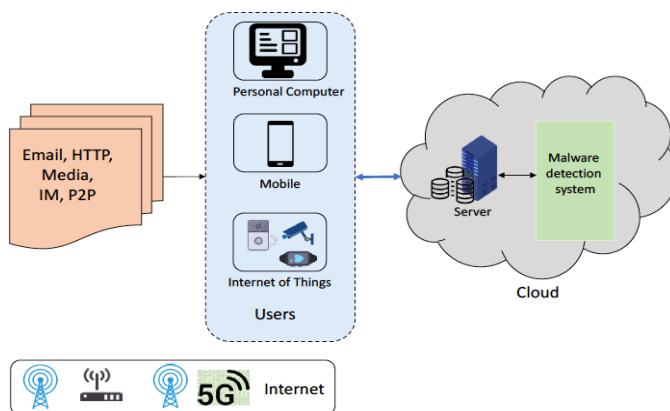 Email, HTTP,
Media,
IM, P2P
Personal Computer
Mobile
Internet of Things
Users
Server
Malware
detection
system
Cloud
5G
Internet